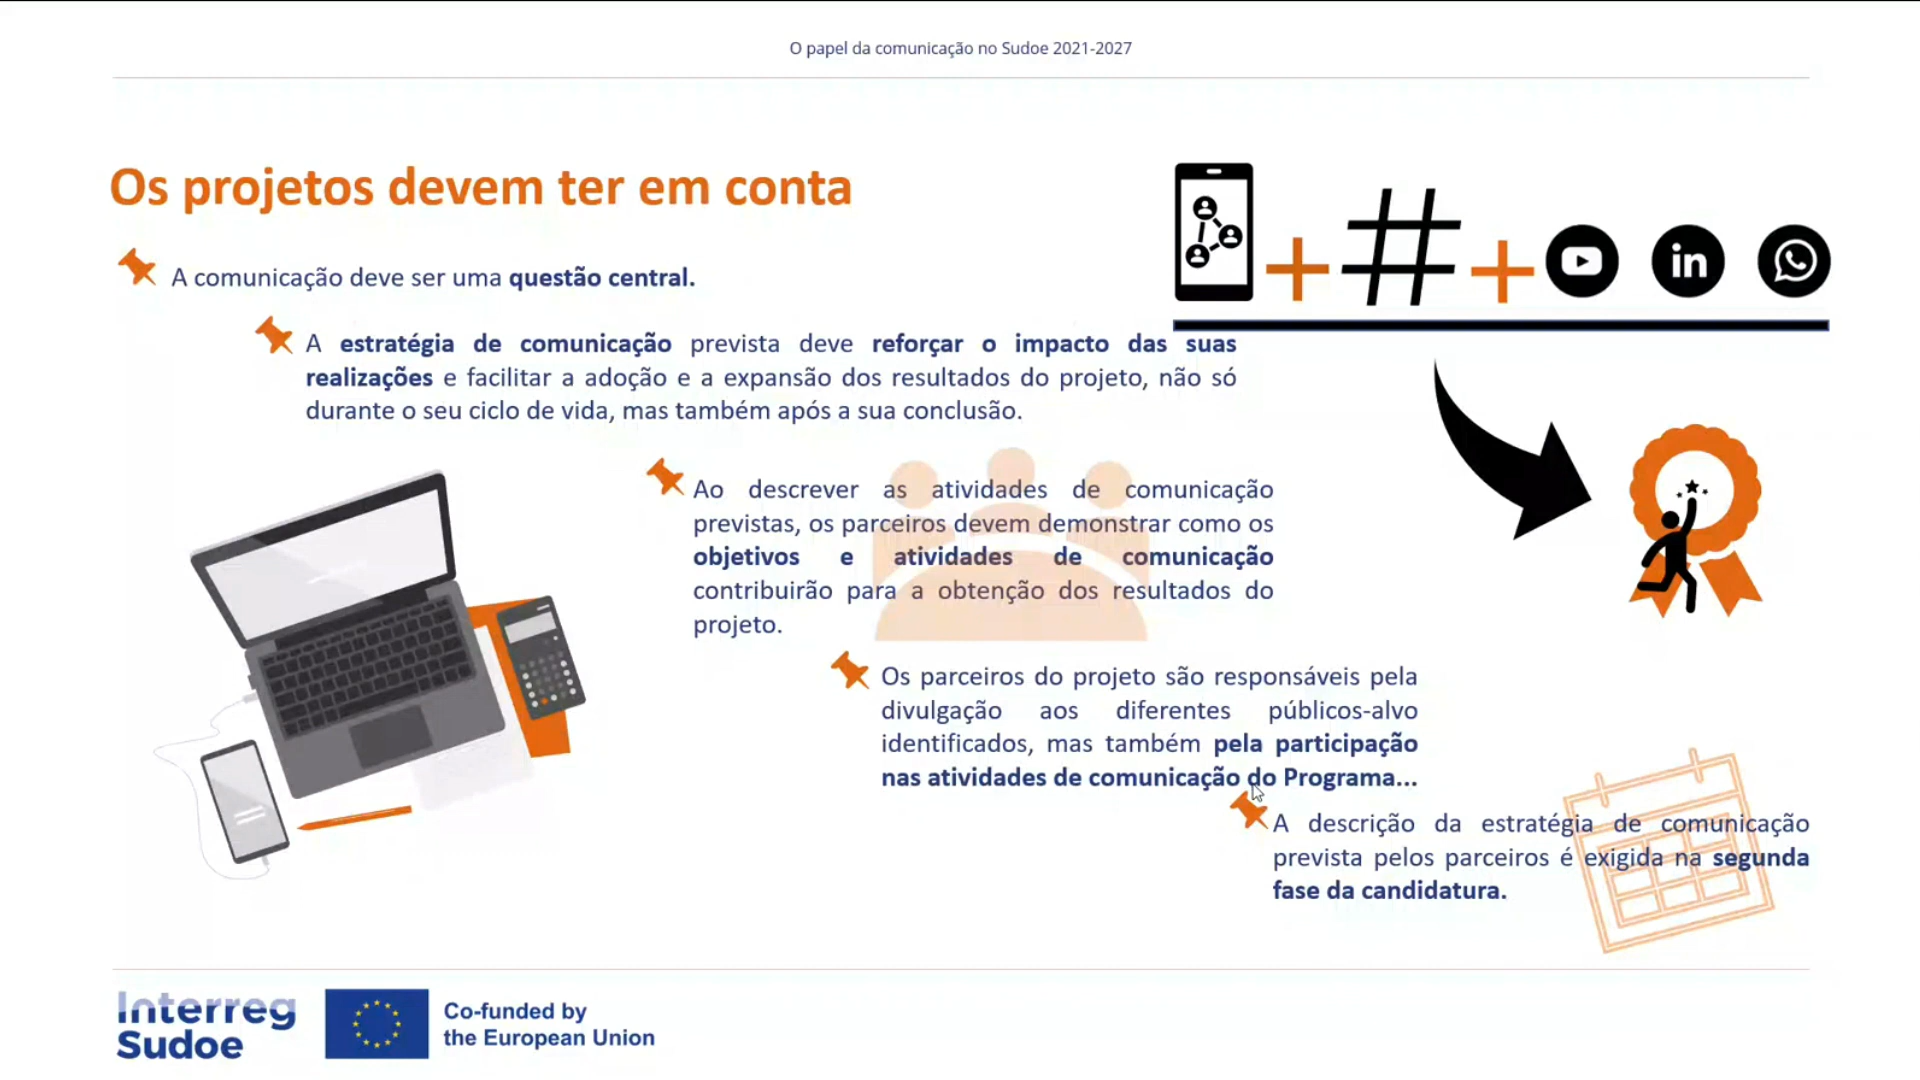 O papel da comunicação no Sudoe 2021-2027
Os projetos devem ter em conta
A comunicação deve ser uma questão central.
A estratégia de comunicação prevista deve reforçar o impacto das suas
realizações e facilitar a adoção e a expansão dos resultados do projeto, não só
durante o seu ciclo de vida, mas também após a sua conclusão.
Ao descrever as atividades de comunicação
previstas, os parceiros devem demonstrar como os
objetivos e atividades de comunicação
contribuirão para a obtenção dos resultados do
projeto.
Os parceiros do projeto são responsáveis pela
divulgação aos diferentes públicos-alvo
identificados, mas também pela participação
nas atividades de comunicação do Programa...
A descrição da estratégia de comunicação
prevista pelos parceiros é exigida na segunda
fase da candidatura.
#
in
Interreg
Sudoe
Co-funded by
the European Union